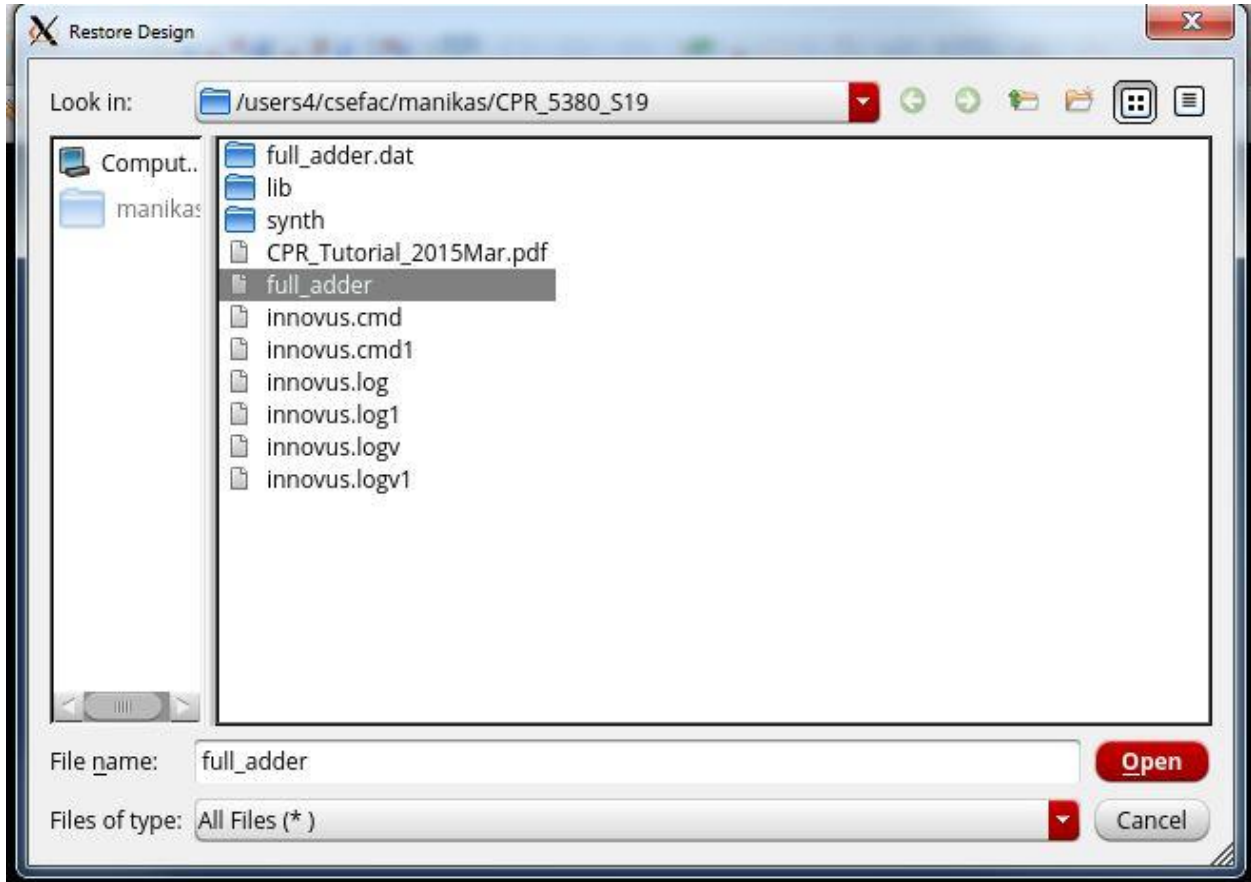 Restore Design
Look in: /users4/csefac/manikas/CPR_5380_S19
Comput..
manikas
full_adder.dat
lib
synth
CPR_Tutorial_2015Mar.pdf
full_adder
innovus.cmd
innovus.cmd1
innovus.log
innovus.log1
innovus.logv
innovus.logv1
File name: full_adder Open
Files of type: All Files (* ) Cancel